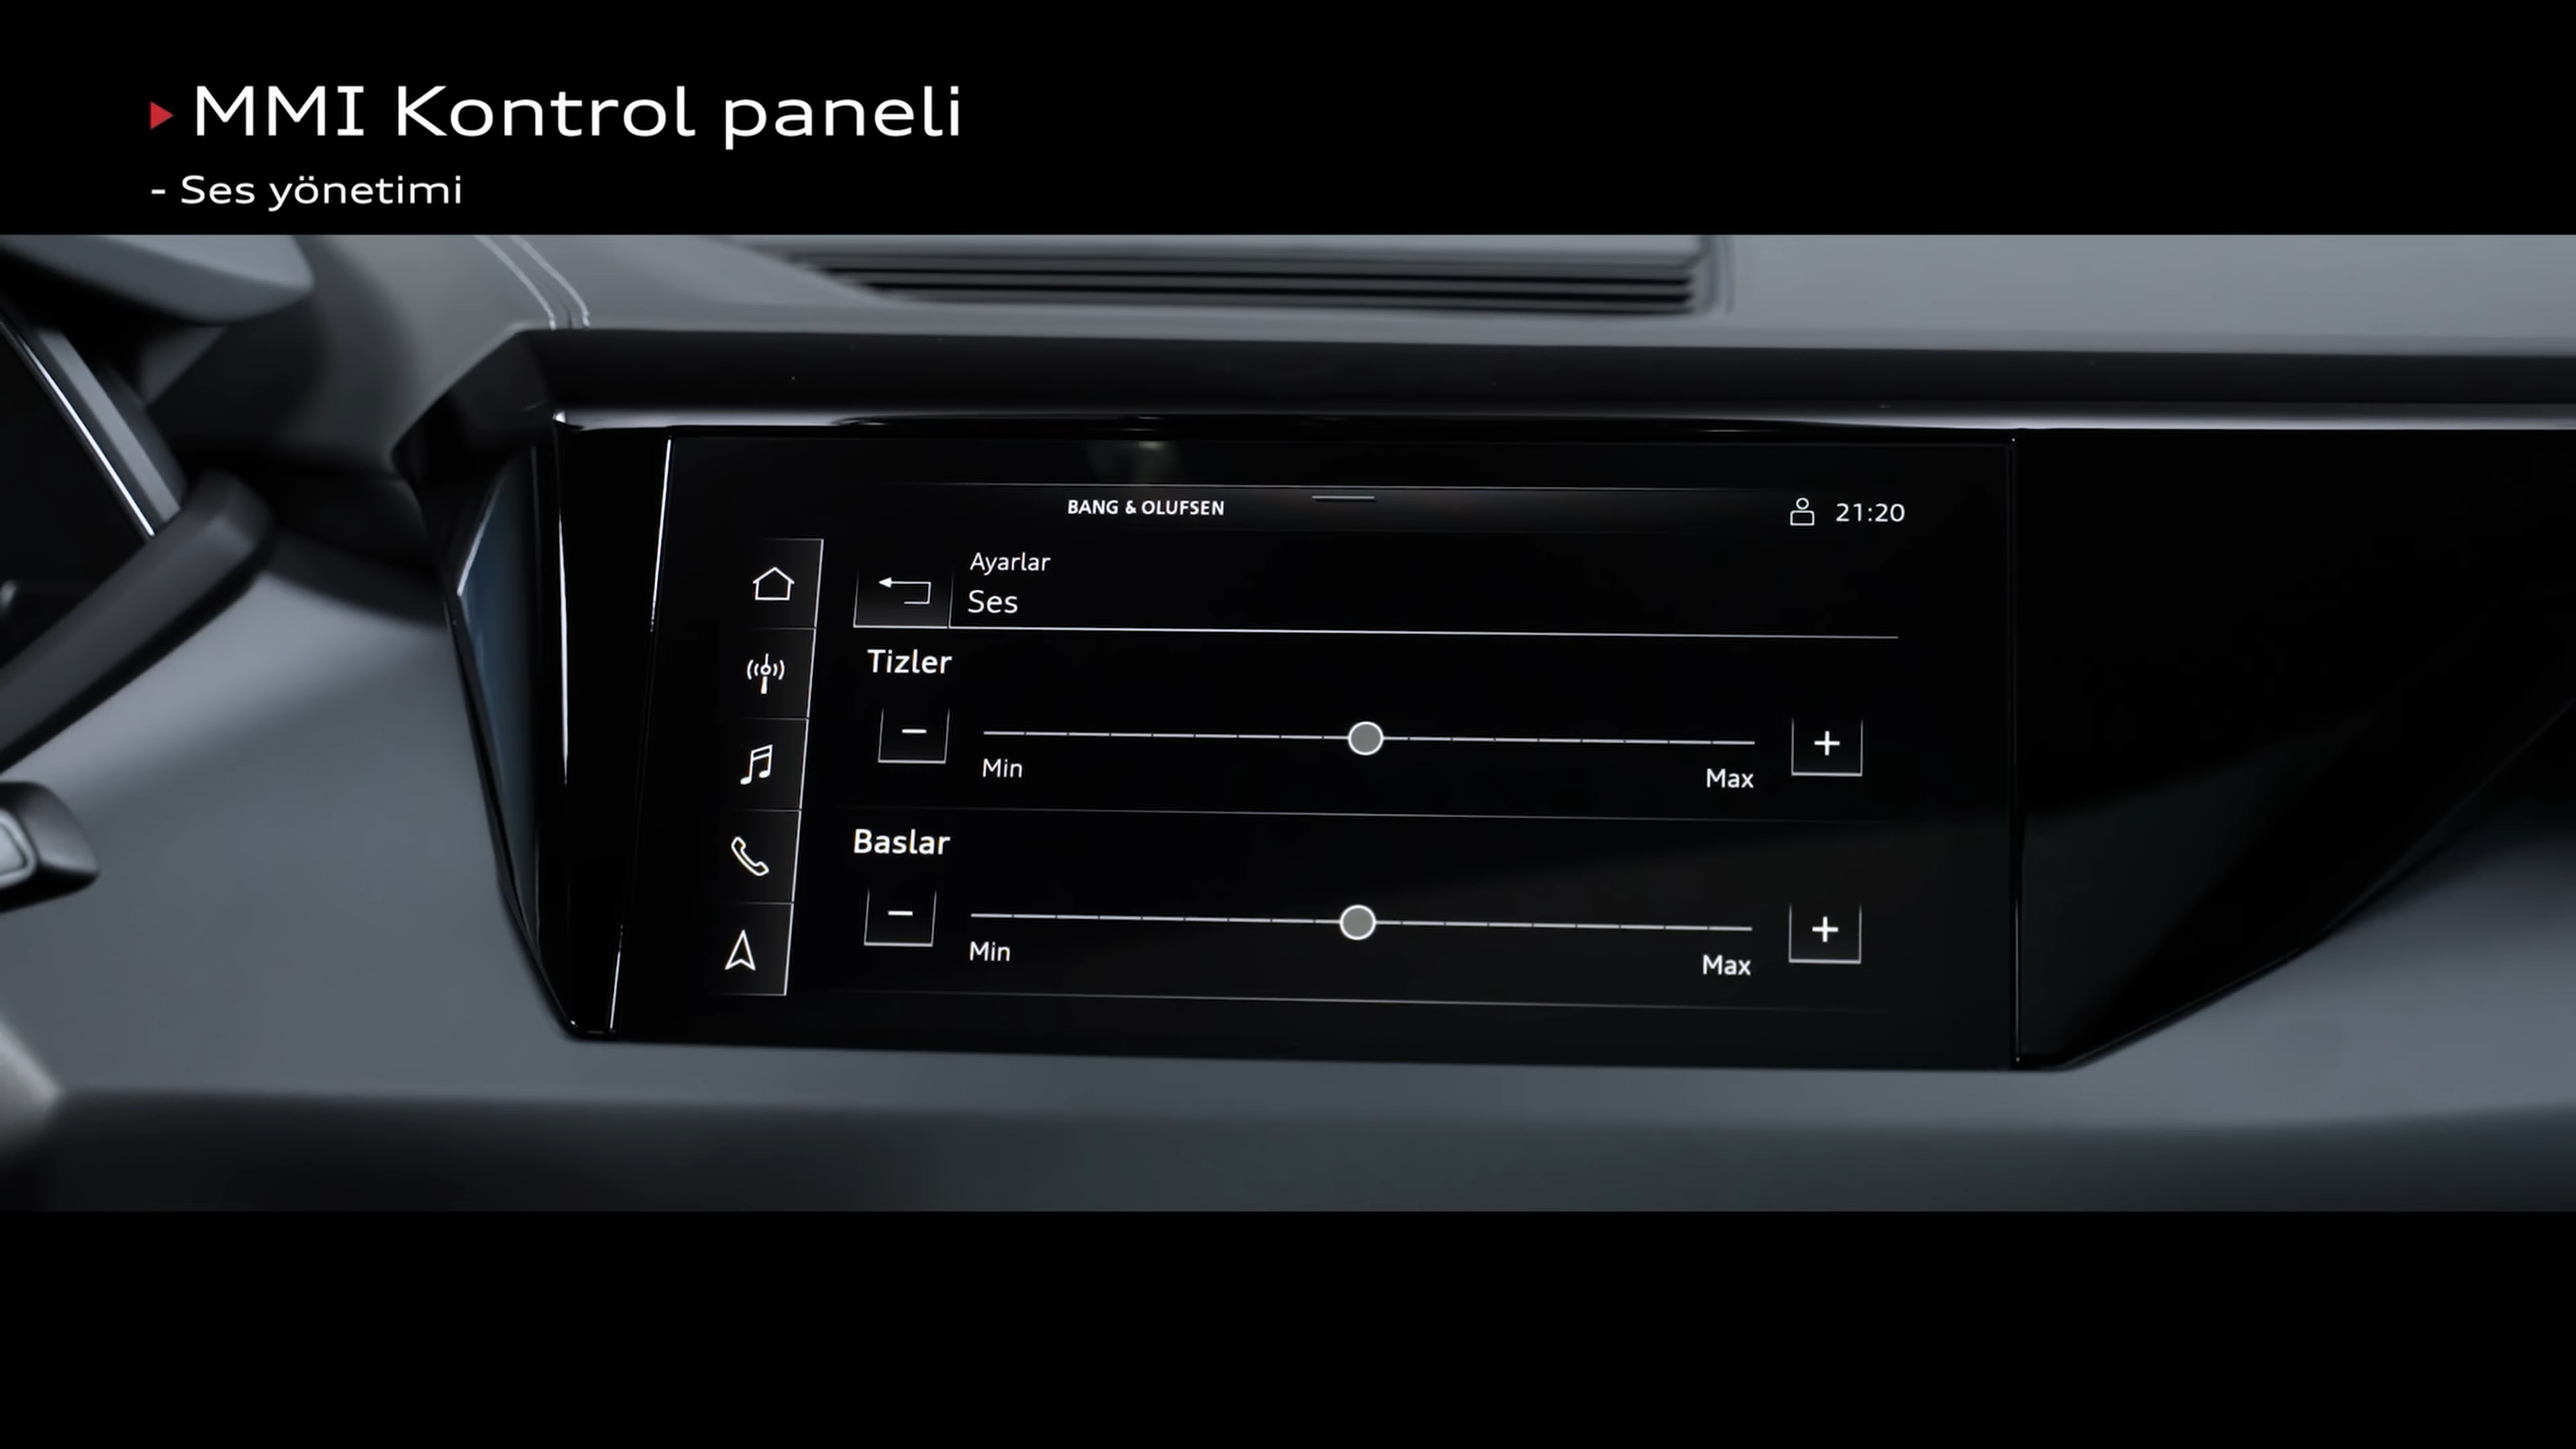 MMI Kontrol paneli
- Ses yönetimi
BANG & OLUFSEN
21:20
Ayarlar
Ses
Tizler
Min
Max
Baslar
Min
Max